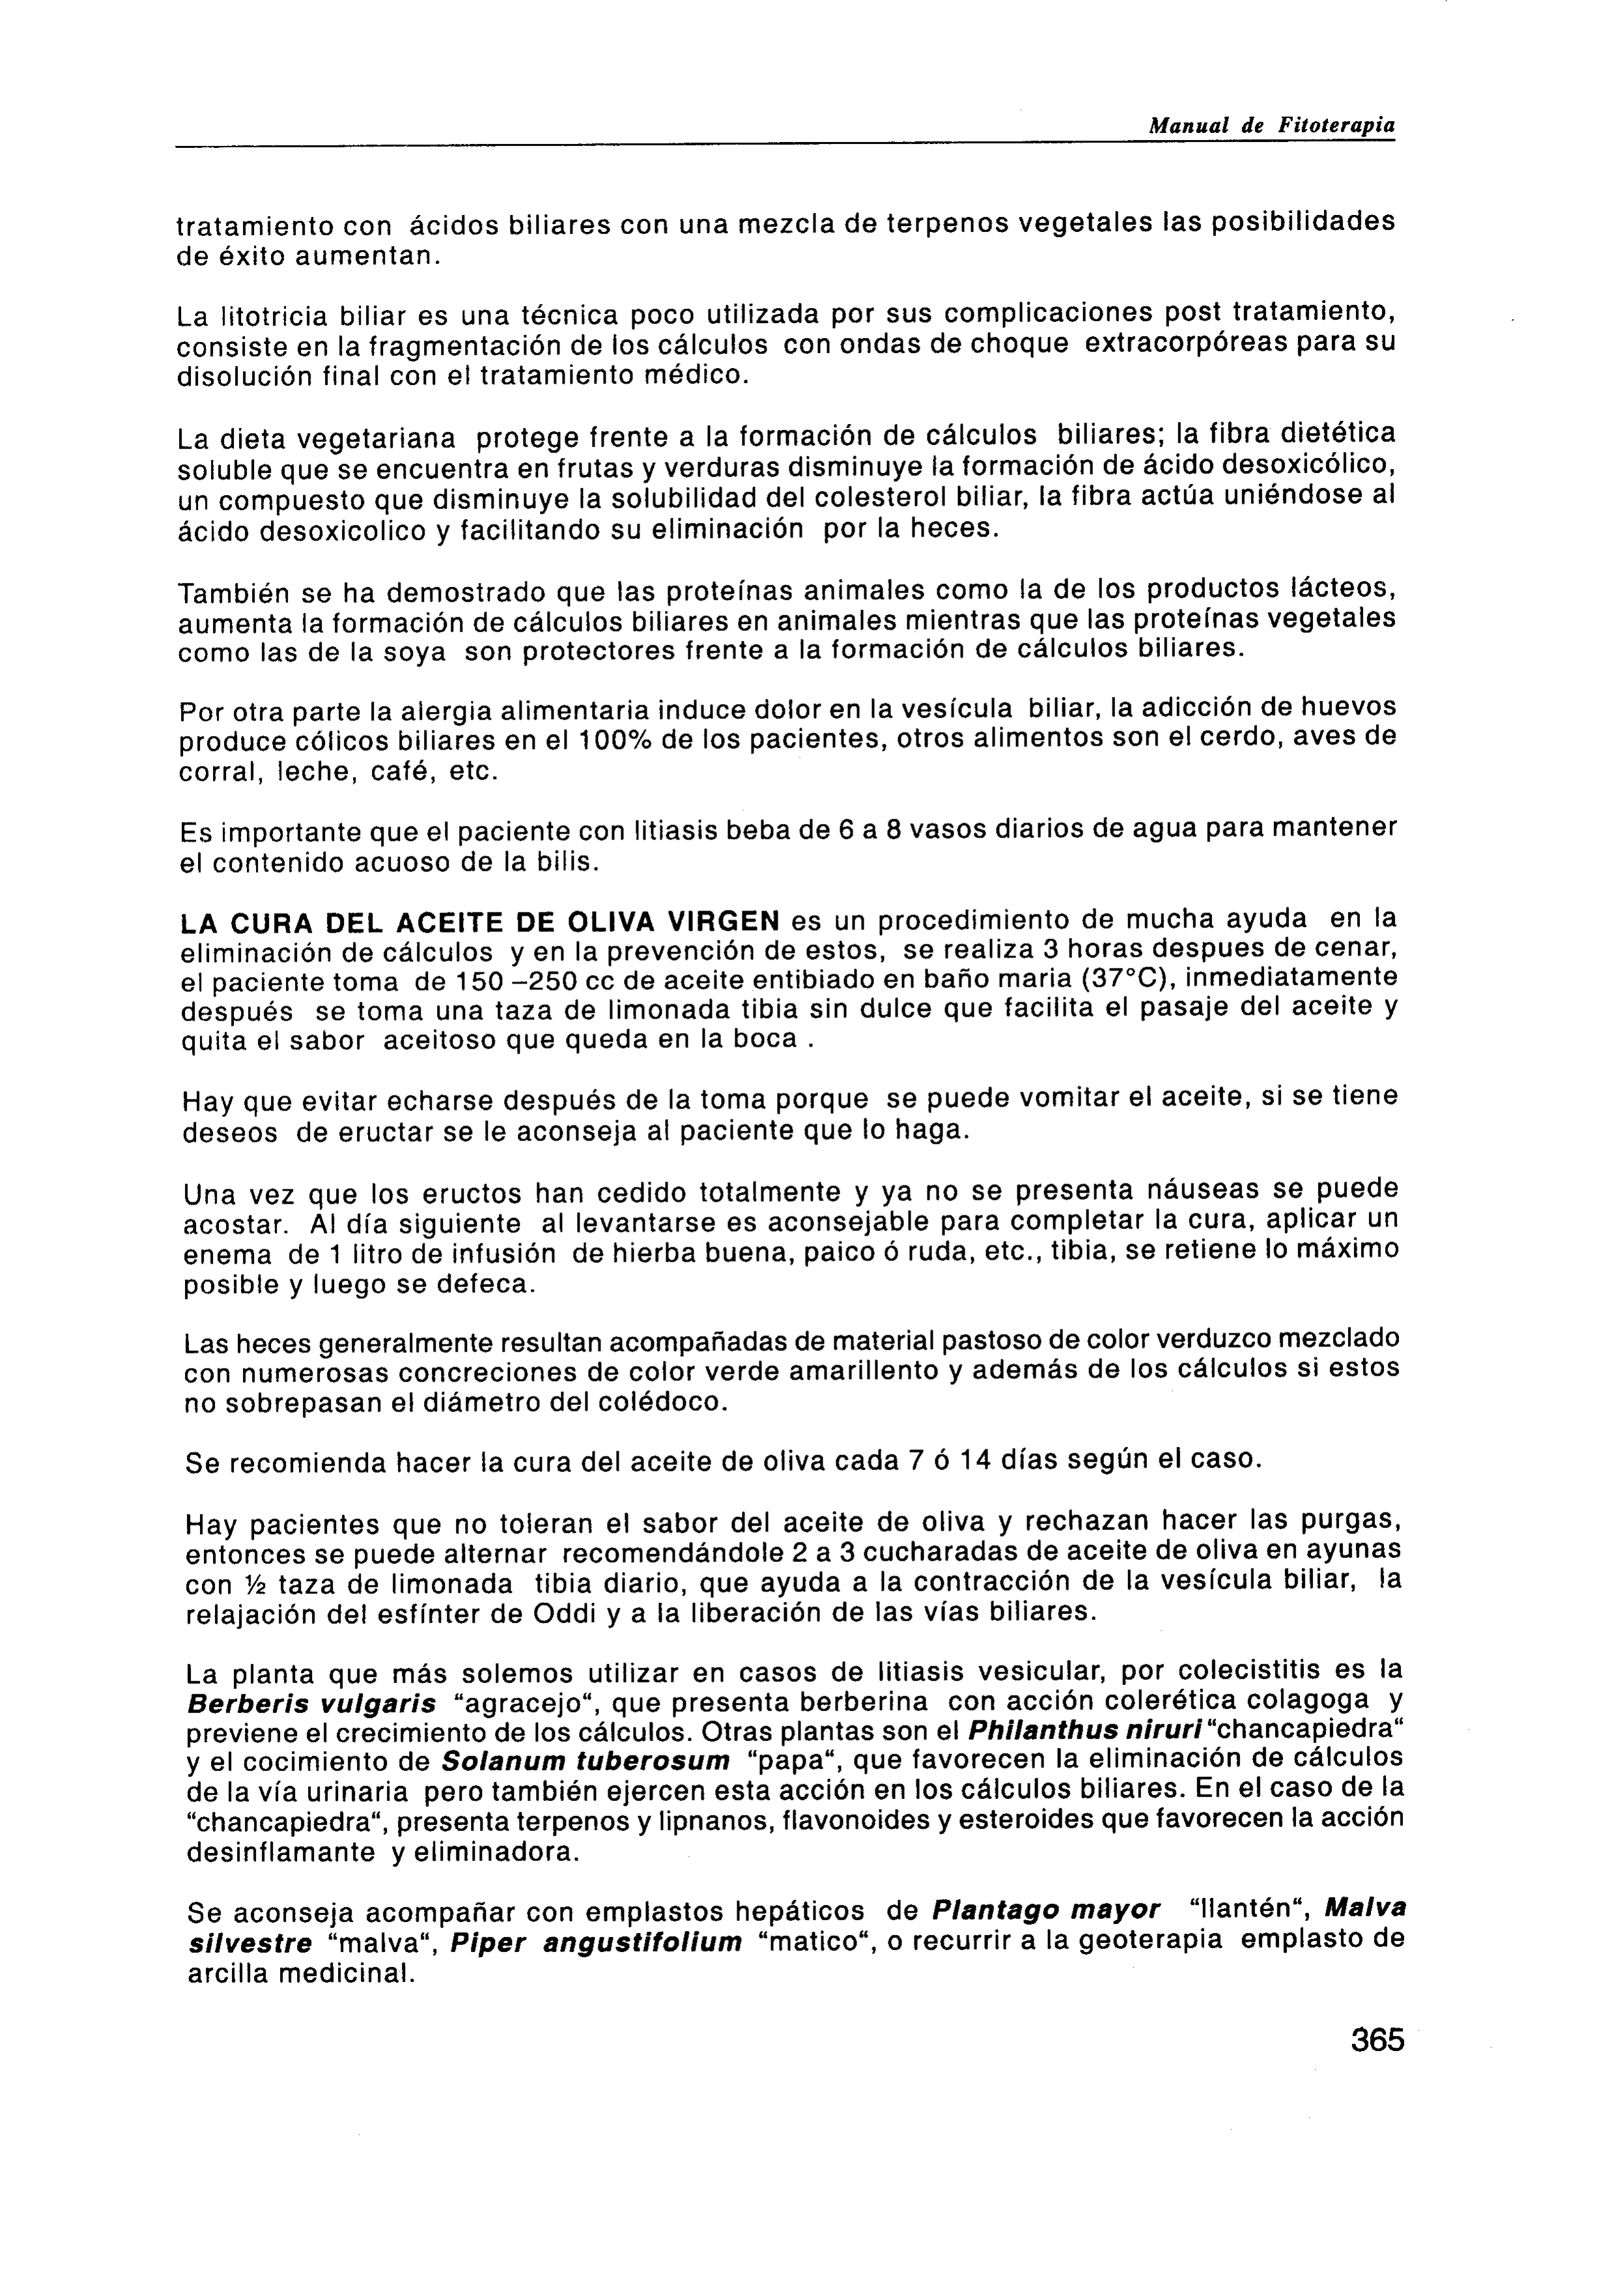 Manual de Fitoterapia
tratamiento con ácidos biliares con una mezcla de terpenos vegetales las posibilidades
de éxito aumentan.
La litotricia biliar es una técnica poco utilizada por sus complicaciones post tratamiento,
consiste en la fragmentación de los cálculos con ondas de choque extracorpóreas para su
disolución final con el tratamiento médico.
La dieta vegetariana protege frente a la formación de cálculos biliares; la fibra dietética
soluble que se encuentra en frutas y verduras disminuye la formación de ácido desoxicólico,
un compuesto que disminuye la solubilidad del colesterol biliar, la fibra actúa uniéndose al
ácido desoxicolico y facilitando su eliminación por la heces.
También se ha demostrado que las proteínas animales como la de los productos lácteos,
aumenta la formación de cálculos biliares en animales mientras que las proteínas vegetales
como las de la soya son protectores frente a la formación de cálculos biliares.
Por otra parte la alergia alimentaria induce dolor en la vesícula biliar, la adicción de huevos
produce cólicos biliares en el 100% de los pacientes, otros alimentos son el cerdo, aves de
corral, leche, café, etc.
Es importante que el paciente con litiasis beba de 6 a 8 vasos diarios de agua para mantener
el contenido acuoso de la bilis.
LA CURA DEL ACEITE DE OLIVA VIRGEN es un procedimiento de mucha ayuda en la
eliminación de cálculos y en la prevención de estos, se realiza 3 horas despues de cenar,
el paciente toma de 150 –250 cc de aceite entibiado en baño maria (37°C), inmediatamente
después se toma una taza de limonada tibia sin dulce que facilita el pasaje del aceite y
quita el sabor aceitoso que queda en la boca .
Hay que evitar echarse después de la toma porque se puede vomitar el aceite, si se tiene
deseos de eructar se le aconseja al paciente que lo haga.
Una vez que los eructos han cedido totalmente y ya no se presenta náuseas se puede
acostar. Al día siguiente al levantarse es aconsejable para completar la cura, aplicar un
enema de 1 litro de infusión de hierba buena, paico ó ruda, etc., tibia, se retiene lo máximo
posible y luego se defeca.
Las heces generalmente resultan acompañadas de material pastoso de color verduzco mezclado
con numerosas concreciones de color verde amarillento y además de los cálculos si estos
no sobrepasan el diámetro del colédoco.
Se recomienda hacer la cura del aceite de oliva cada 7 ó 14 días según el caso.
Hay pacientes que no toleran el sabor del aceite de oliva y rechazan hacer las purgas,
entonces se puede alternar recomendándole 2 a 3 cucharadas de aceite de oliva en ayunas
con ½ taza de limonada tibia diario, que ayuda a la contracción de la vesícula biliar, la
relajación del esfínter de Oddi y a la liberación de las vías biliares.
La planta que más solemos utilizar en casos de litiasis vesicular, por colecistitis es la
Berberis vulgaris “agracejo“, que presenta berberina con acción colerética colagoga y
previene el crecimiento de los cálculos. Otras plantas son el Philanthus niruri “chancapiedra“
y el cocimiento de Solanum tuberosum “papa“, que favorecen la eliminación de cálculos
de la vía urinaria pero también ejercen esta acción en los cálculos biliares. En el caso de la
“chancapiedra“, presenta terpenos y lipnanos, flavonoides y esteroides que favorecen la acción
desinflamante y eliminadora.
Se aconseja acompañar con emplastos hepáticos de Plantago mayor “llantén“, Malva
silvestre “malva“, Piper angustifolium “matico“, o recurrir a la geoterapia emplasto de
arcilla medicinal.
365